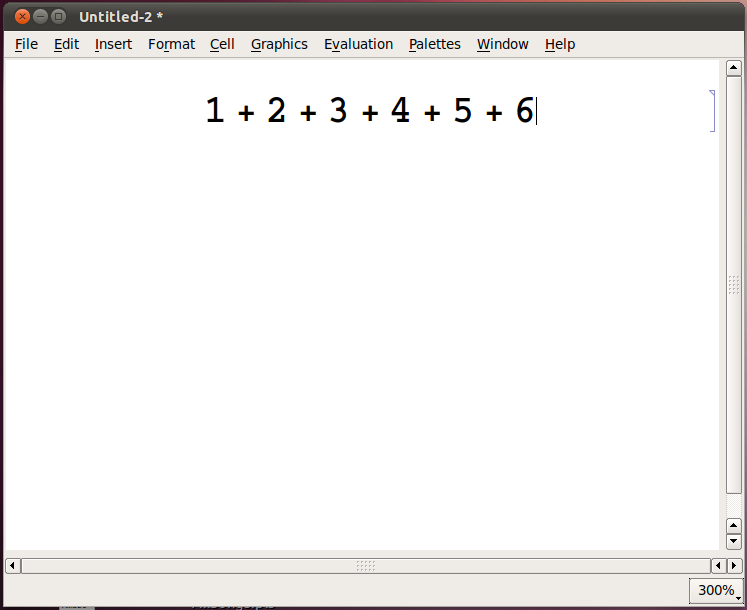 Untitled-2 *
File Edit Insert Format Cell Graphics Evaluation Palettes Window Help
1 + 2 + 3 + 4 + 5 + 6
300%